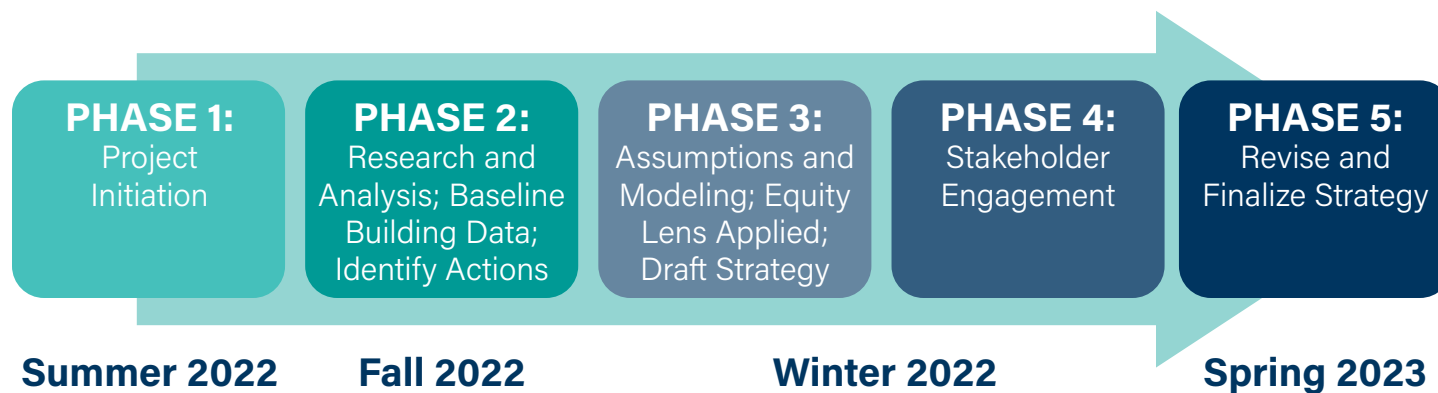 PHASE 1:
Project
Initiation
PHASE 2:
Research and
Analysis; Baseline
Building Data;
Identify Actions
PHASE 3:
Assumptions and
Modeling; Equity
Lens Applied;
Draft Strategy
PHASE 4:
Stakeholder
Engagement
PHASE 5:
Revise and
Finalize Strategy
Summer 2022
Fall 2022
Winter 2022
Spring 2023